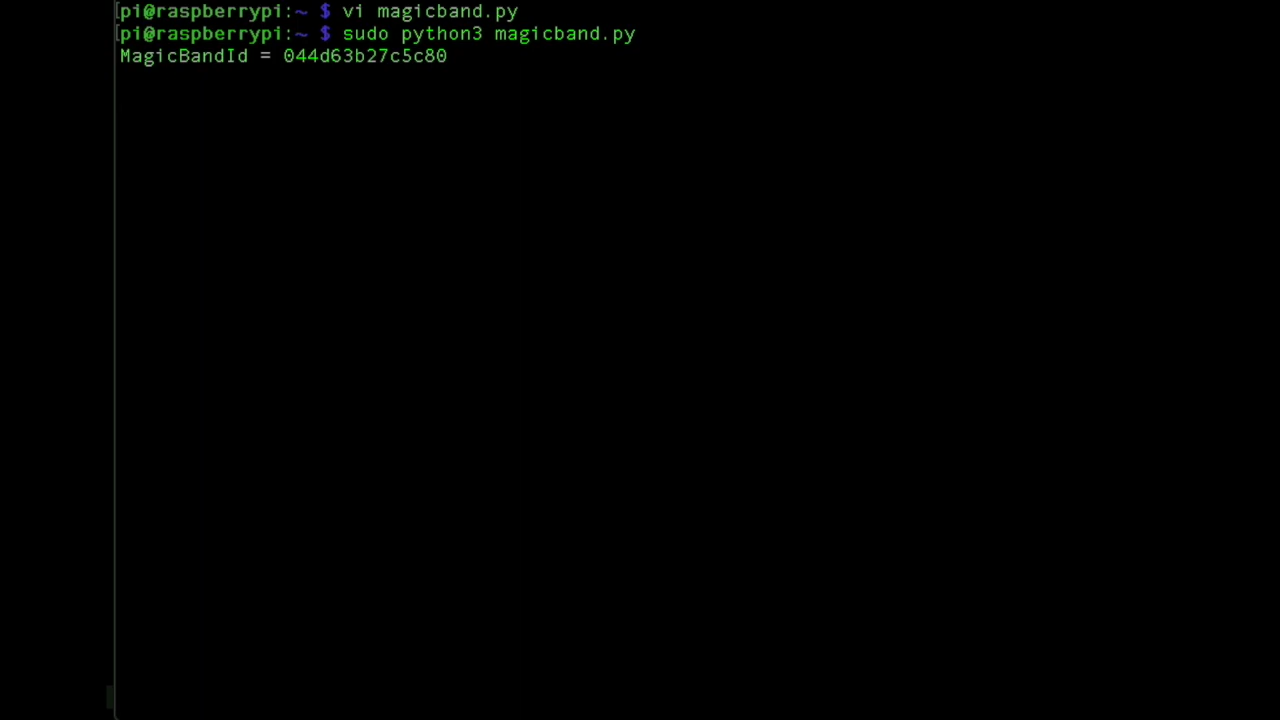 [pi@raspberrypi:~ $ vi magicband.py
[pi@raspberrypi:~ $ sudo python3 magicband.py
MagicBandId = 044d63b27c5c80